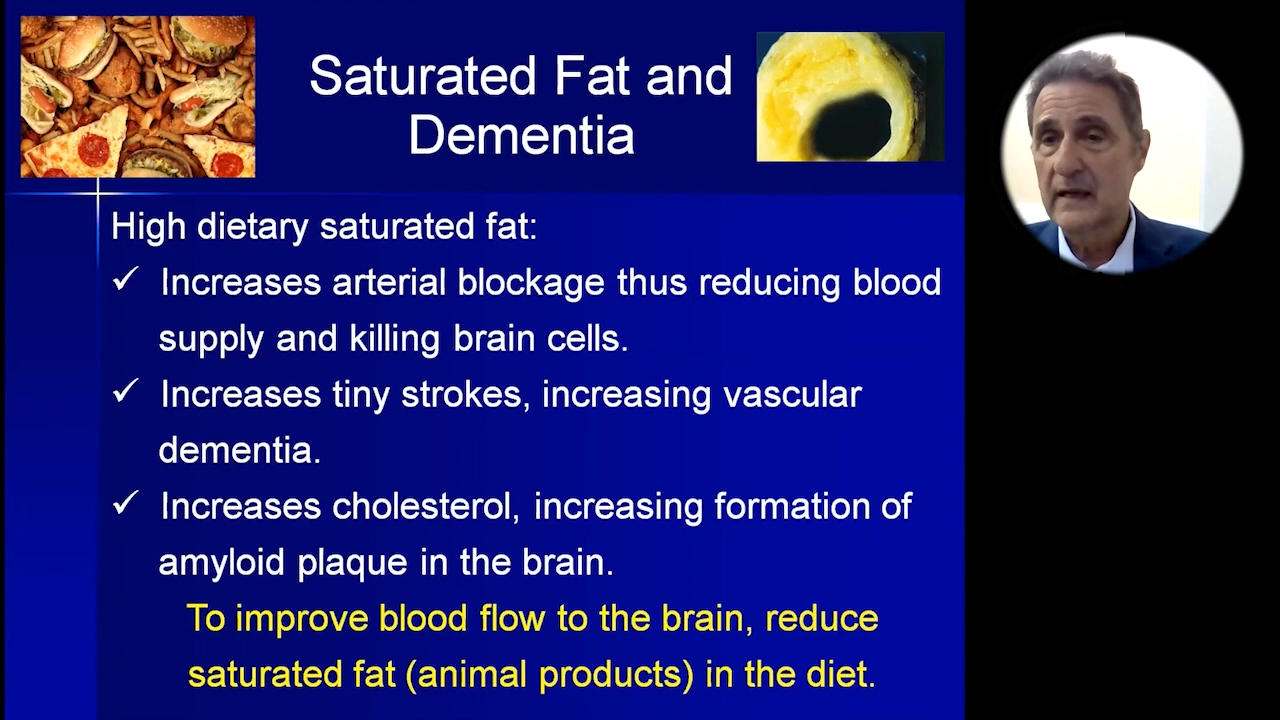 Saturated Fat and
Dementia
High dietary saturated fat:
✓ Increases arterial blockage thus reducing blood
supply and killing brain cells.
✓ Increases tiny strokes, increasing vascular
dementia.
✓ Increases cholesterol, increasing formation of
amyloid plaque in the brain.
To improve blood flow to the brain, reduce
saturated fat (animal products) in the diet.